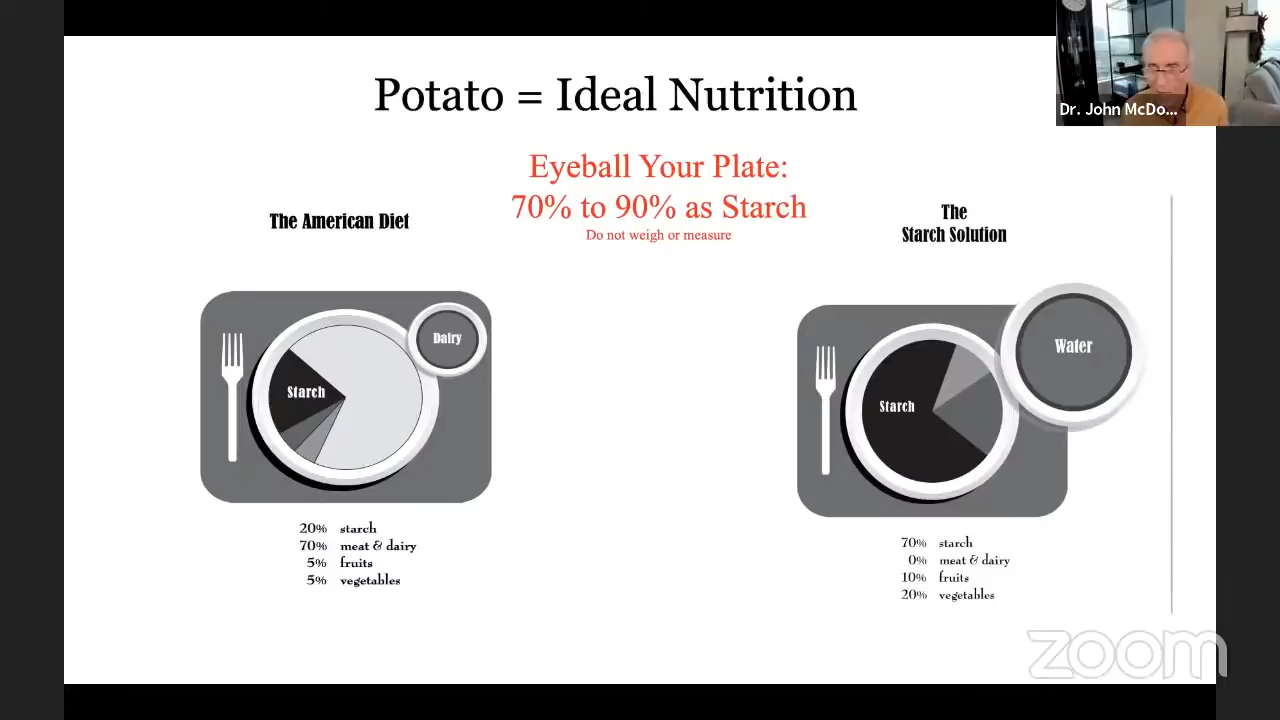 Potato = Ideal Nutrition
Dr. John McDo...
Eyeball Your Plate:
70% to 90% as Starch
Do not weigh or measure
The American Diet
Dairy
Starch
20% starch
70% meat & dairy
5% fruits
5% vegetables
The
Starch Solution
Water
Starch
70% starch
0% meat & dairy
10% fruits
20% vegetables
zoom